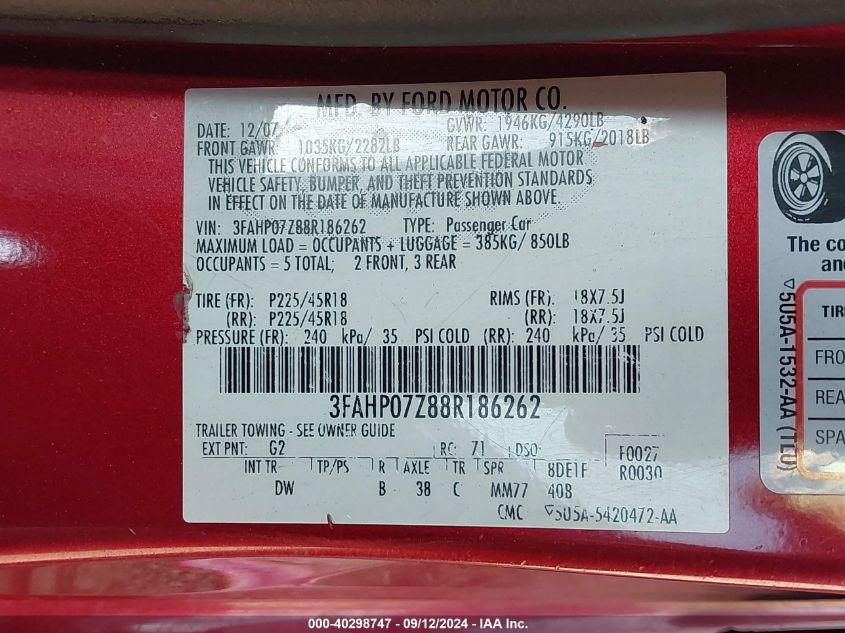 MFD. BY FORD MOTOR CO.
DATE: 12/07 GVWR: 1946KG/4290LB
FRONT GAWR: 1035KG/2282LB REAR GAWR: 915KG/2018LB
THIS VEHICLE CONFORMS TO ALL APPLICABLE FEDERAL MOTOR
VEHICLE SAFETY, BUMPER, AND THEFT PREVENTION STANDARDS
IN EFFECT ON THE DATE OF MANUFACTURE SHOWN ABOVE.
VIN: 3FAHP07Z88R186262 TYPE: Passenger Car
MAXIMUM LOAD = OCCUPANTS + LUGGAGE = 385KG/ 850LB
OCCUPANTS = 5 TOTAL; 2 FRONT, 3 REAR
TIRE (FR): P225/45R18 RIMS (FR): 18X7.5J
(RR): P225/45R18 (RR): 18X7.5J
PRESSURE (FR): 240 kPa/ 35 PSI COLD (RR): 240 kPa/ 35 PSI COLD
3FAHP07Z88R186262
TRAILER TOWING - SEE OWNER GUIDE
EXT PNT: G2 RC: 71 DSO: F0027
INT TR TP/PS R AXLE TR SPR 8DE1F R0030
DW B 38 C MM77 40B
CMC ▽5U5A-5420472-AA
The co
an
TIR
FRO
REA
SPA
▽5U5A-1532-AA (TLU)
000-40298747 - 09/12/2024 - IAA Inc.